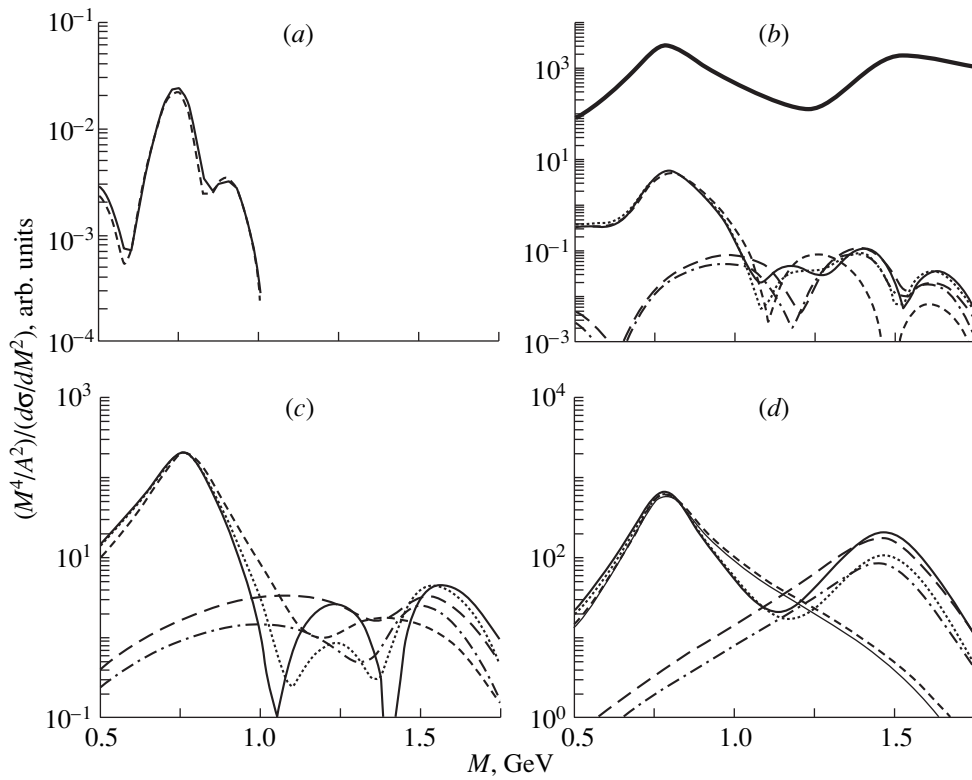 (a)
10^{-1}
10^{-2}
10^{-3}
10^{-4}
(b)
10^3
10^1
10^{-1}
10^{-3}
(M^4/A^2)/(dσ/dM^2), arb. units
(c)
10^3
10^1
10^{-1}
0.5 1.0 1.5
(d)
10^4
10^2
10^0
0.5 1.0 1.5
M, GeV